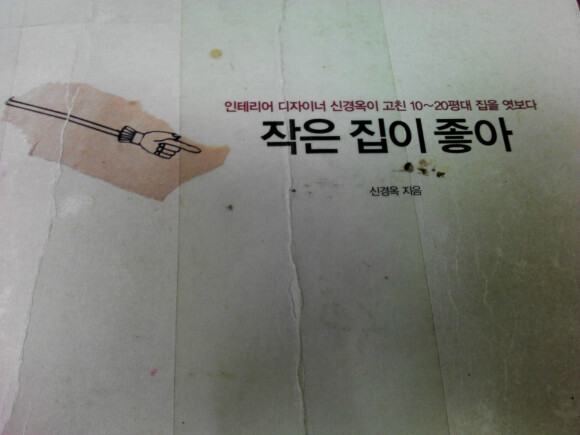 인테리어 디자이너 신경옥이 고친 10~20평대 집을 엿보다
작은 집이 좋아
신경옥 지음